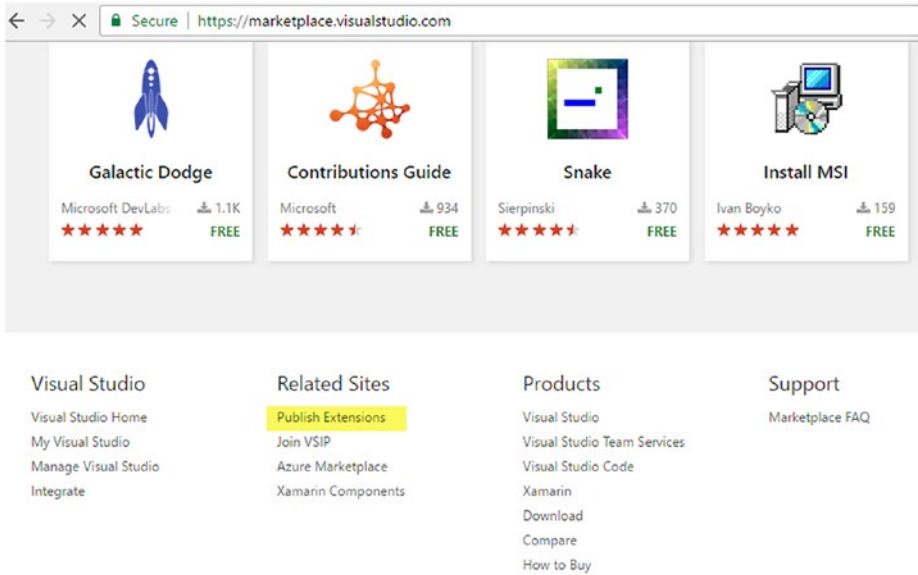 Secure | https://marketplace.visualstudio.com
Galactic Dodge
Microsoft DevLabs 1.1K
FREE
Contributions Guide
Microsoft 934
FREE
Snake
Sierpinski 370
FREE
Install MSI
Ivan Boyko 159
FREE
Visual Studio
Visual Studio Home
My Visual Studio
Manage Visual Studio
Integrate
Related Sites
Publish Extensions
Join VSIP
Azure Marketplace
Xamarin Components
Products
Visual Studio
Visual Studio Team Services
Visual Studio Code
Xamarin
Download
Compare
How to Buy
Support
Marketplace FAQ